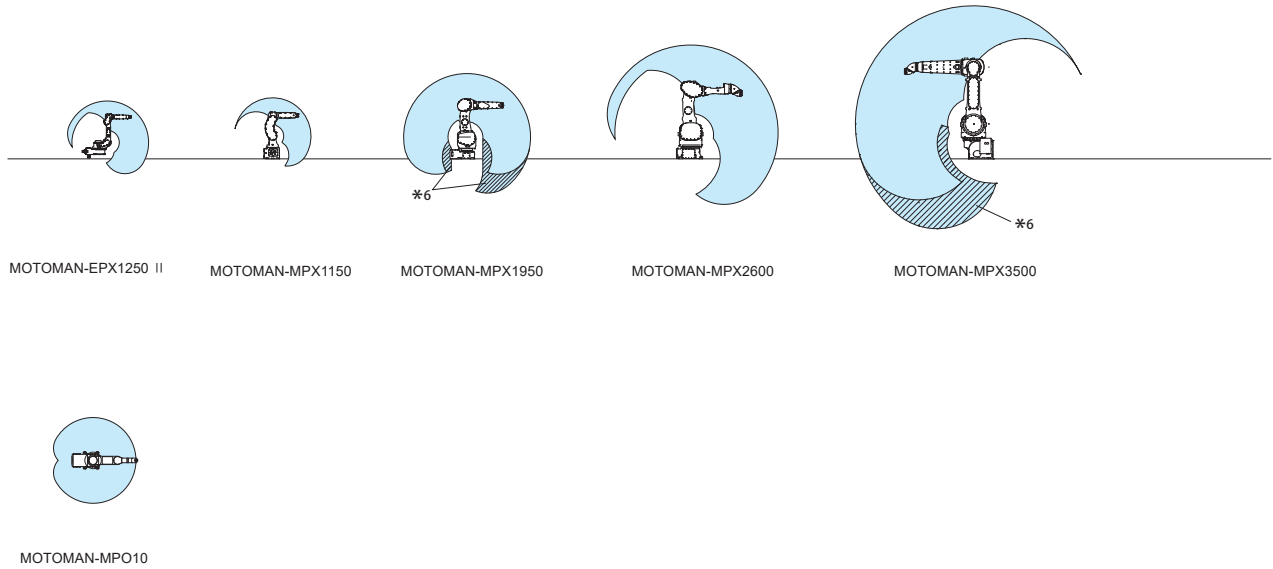 *6
*6
MOTOMAN-EPX1250 II
MOTOMAN-MPX1150
MOTOMAN-MPX1950
MOTOMAN-MPX2600
MOTOMAN-MPX3500
MOTOMAN-MPO10